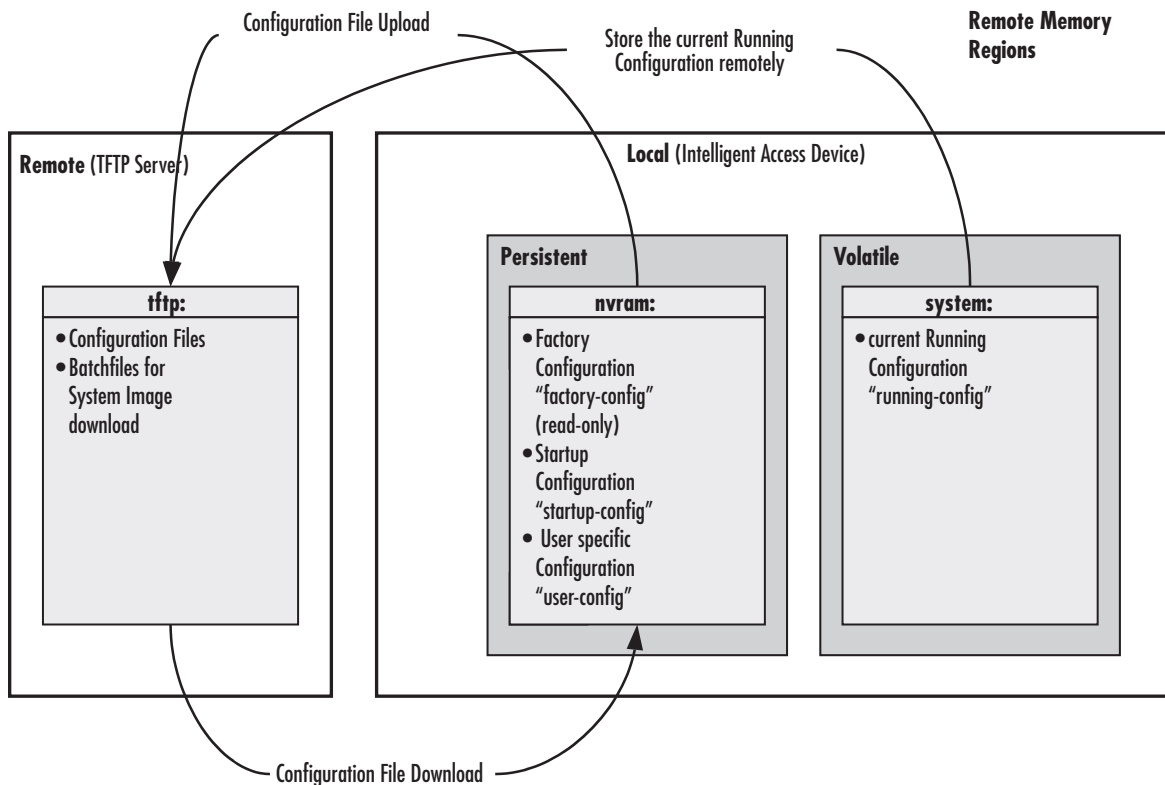 Configuration File Upload
Store the current Running
Configuration remotely
Remote Memory
Regions
Remote (TFTP Server)
Local (Intelligent Access Device)
Persistent
Volatile
tftp:
• Configuration Files
• Batchfiles for
System Image
download
nvram:
• Factory
Configuration
“factory-config”
(read-only)
• Startup
Configuration
“startup-config”
• User specific
Configuration
“user-config”
system:
• current Running
Configuration
“running-config”
Configuration File Download